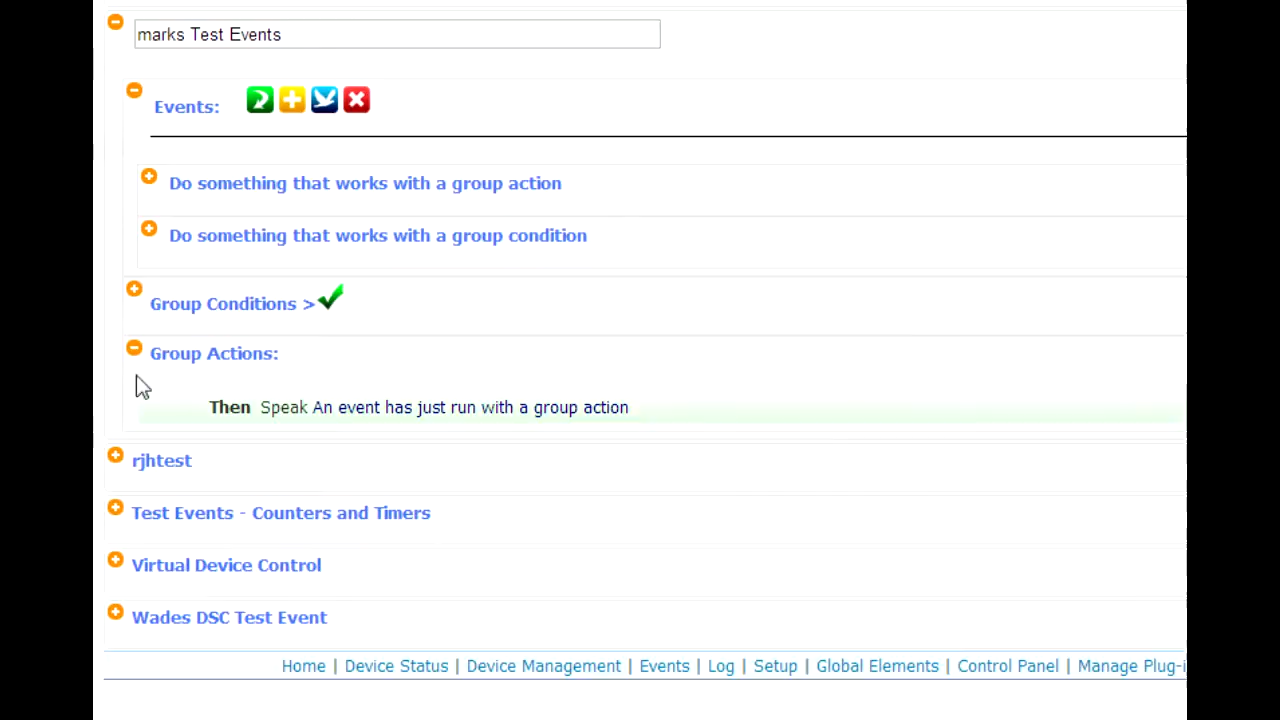 marks Test Events
Events:
Do something that works with a group action
Do something that works with a group condition
Group Conditions >
Group Actions:
Then Speak An event has just run with a group action
rjhtest
Test Events - Counters and Timers
Virtual Device Control
Wades DSC Test Event
Home | Device Status | Device Management | Events | Log | Setup | Global Elements | Control Panel | Manage Plug-i